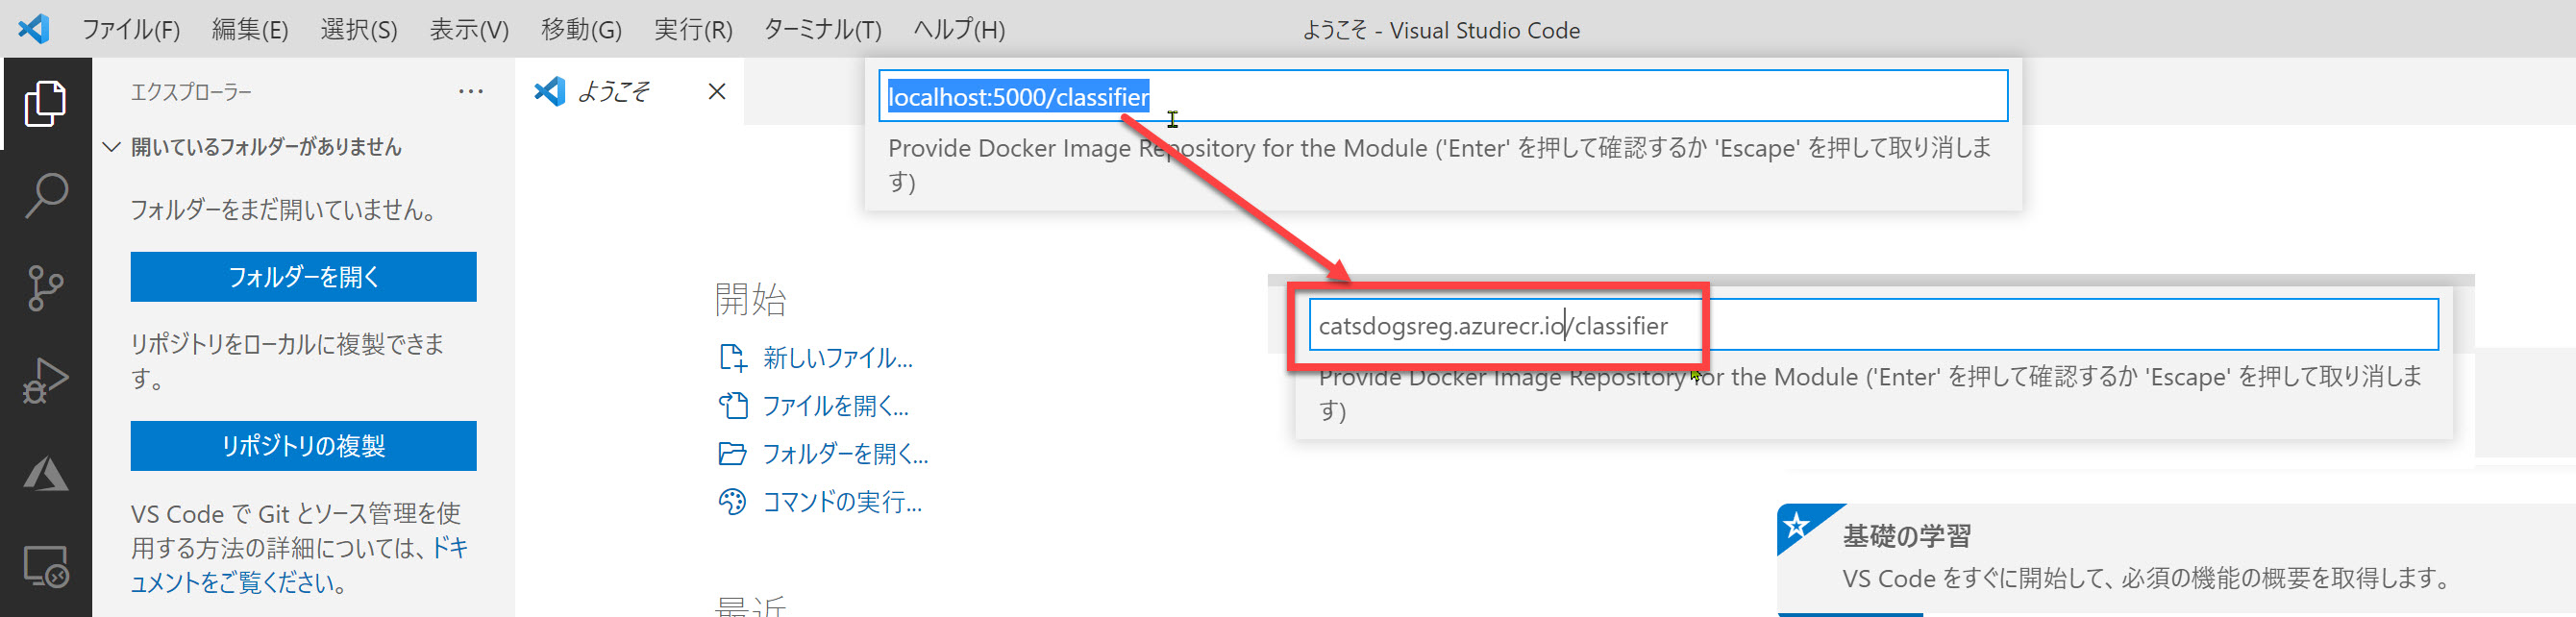 ファイル(F) 編集(E) 選択(S) 表示(V) 移動(G) 実行(R) ターミナル(T) ヘルプ(H) ようこそ - Visual Studio Code
エクスプローラー ···
ようこそ
開いているフォルダーがありません
フォルダーをまだ開いていません。
フォルダーを開く
リポジトリをローカルに複製できま
す。
リポジトリの複製
VS Code で Git とソース管理を使
用する方法の詳細については、ドキ
ュメントをご覧ください。
localhost:5000/classifier
Provide Docker Image Repository for the Module ('Enter' を押して確認するか 'Escape' を押して取り消しま
す)
catsdogsreg.azurecr.io/classifier
Provide Docker Image Repository for the Module ('Enter' を押して確認するか 'Escape' を押して取り消しま
す)
開始
新しいファイル...
ファイルを開く...
フォルダーを開く...
コマンドの実行...
最近
基礎の学習
VS Code をすぐに開始して、必須の機能の概要を取得します。